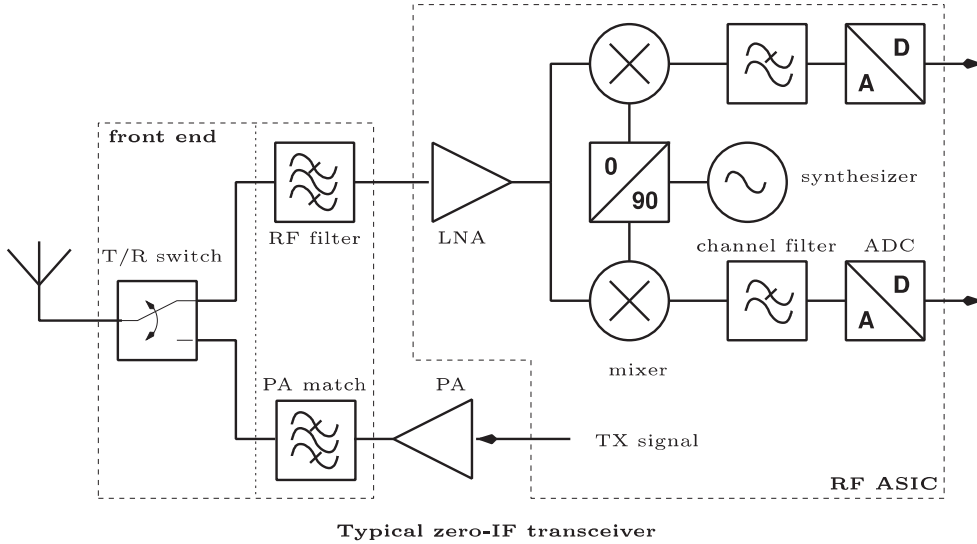 D
A
front end
0
90
synthesizer
RF filter
LNA
channel filter
ADC
T/R switch
D
A
mixer
PA match
PA
TX signal
RF ASIC
Typical zero-IF transceiver